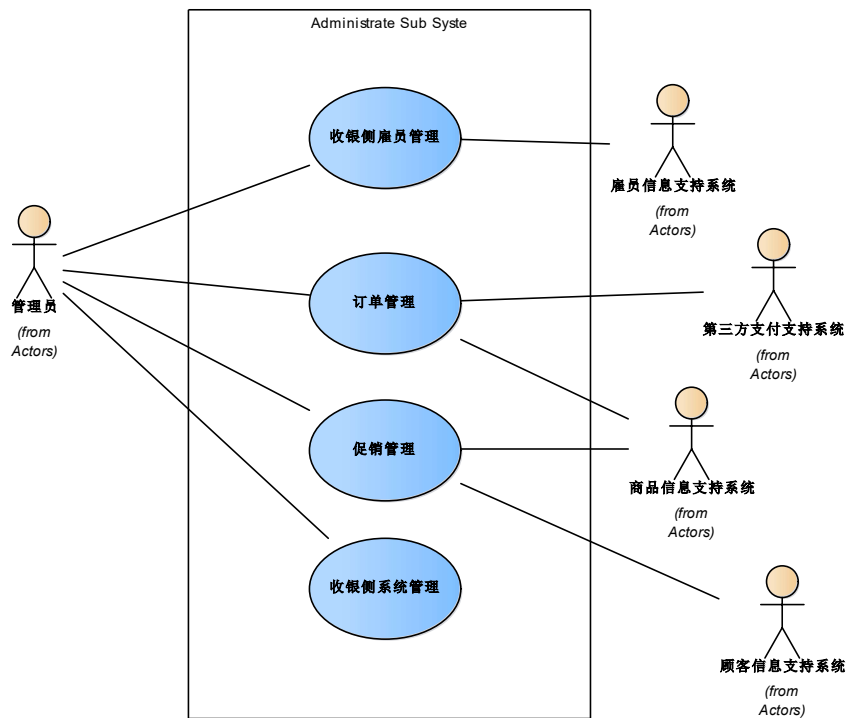 Administrate Sub Syste
收银侧雇员管理
雇员信息支持系统
(from
Actors)
管理员
(from
Actors)
订单管理
第三方支付支持系统
(from
Actors)
促销管理
商品信息支持系统
(from
Actors)
收银侧系统管理
顾客信息支持系统
(from
Actors)